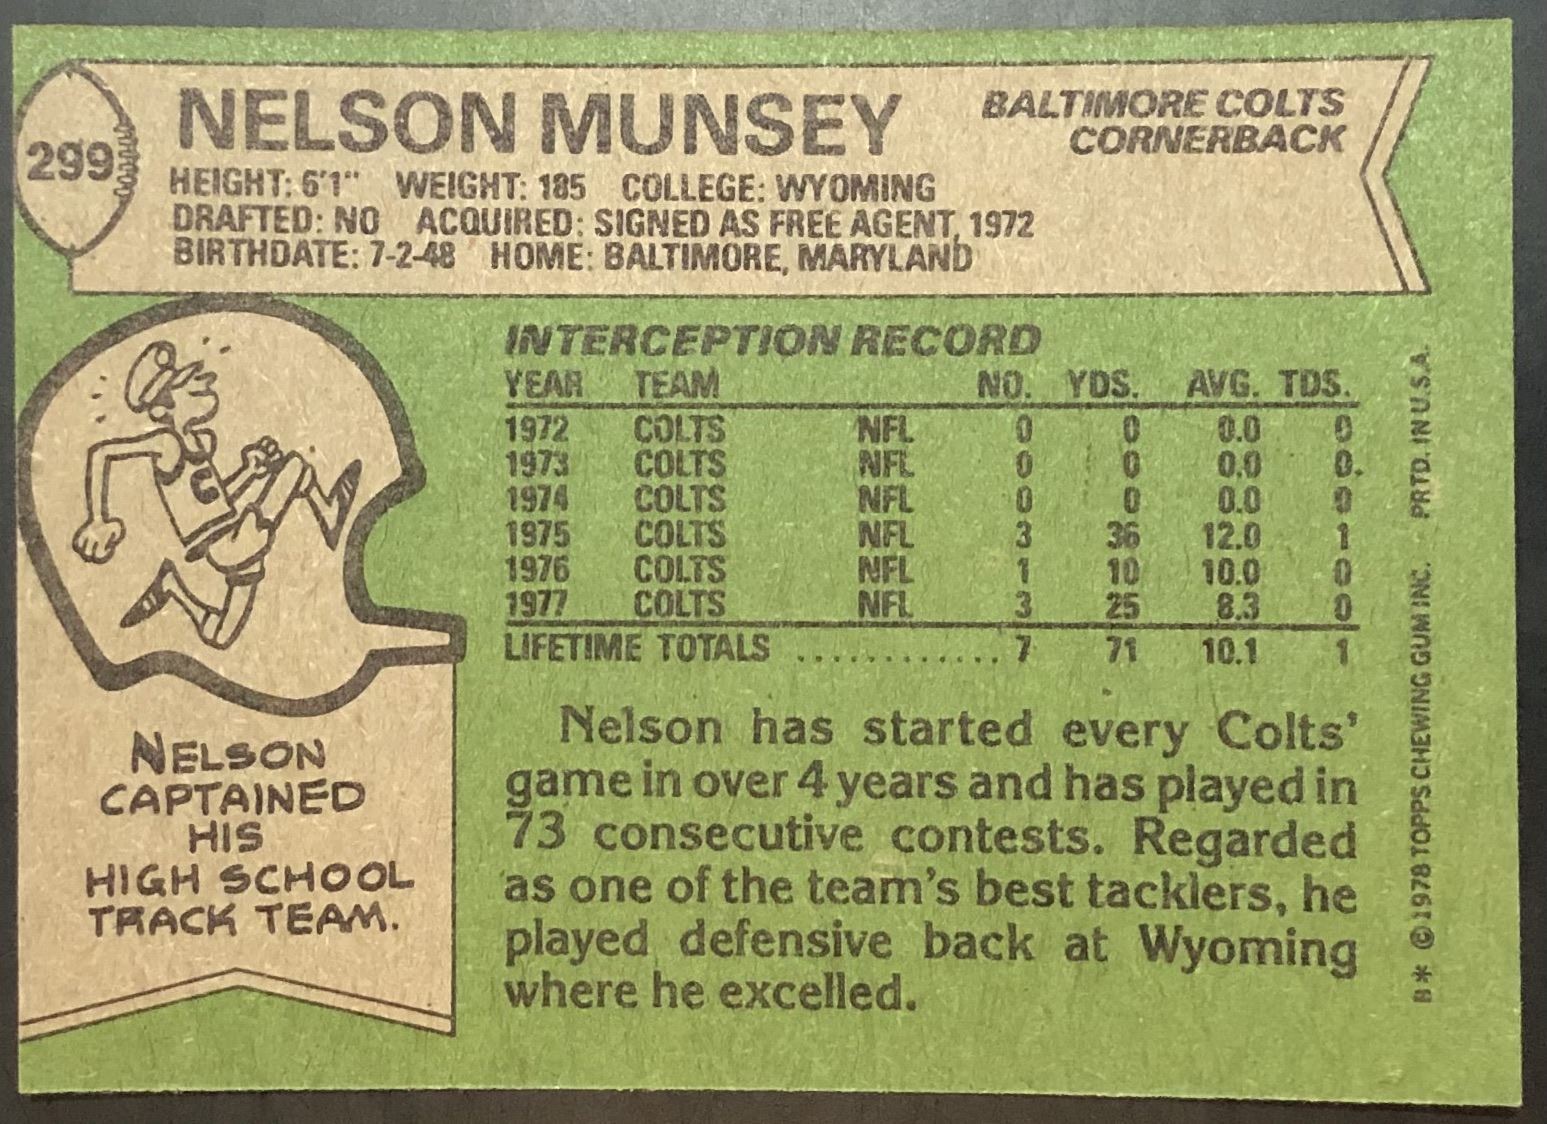 299
NELSON MUNSEY
BALTIMORE COLTS
CORNERBACK
HEIGHT: 6'1" WEIGHT: 185 COLLEGE: WYOMING
DRAFTED: NO ACQUIRED: SIGNED AS FREE AGENT, 1972
BIRTHDATE: 7-2-48 HOME: BALTIMORE, MARYLAND
C
NELSON
CAPTAINED
HIS
HIGH SCHOOL
TRACK TEAM.
INTERCEPTION RECORD
YEAR TEAM NO. YDS. AVG. TDS.
1972 COLTS NFL 0 0 0.0 0
1973 COLTS NFL 0 0 0.0 0.
1974 COLTS NFL 0 0 0.0 0
1975 COLTS NFL 3 36 12.0 1
1976 COLTS NFL 1 10 10.0 0
1977 COLTS NFL 3 25 8.3 0
LIFETIME TOTALS ............. 7 71 10.1 1
Nelson has started every Colts'
game in over 4 years and has played in
73 consecutive contests. Regarded
as one of the team's best tacklers, he
played defensive back at Wyoming
where he excelled.
B* © 1978 TOPPS CHEWING GUM INC. PRTD. IN U.S.A.